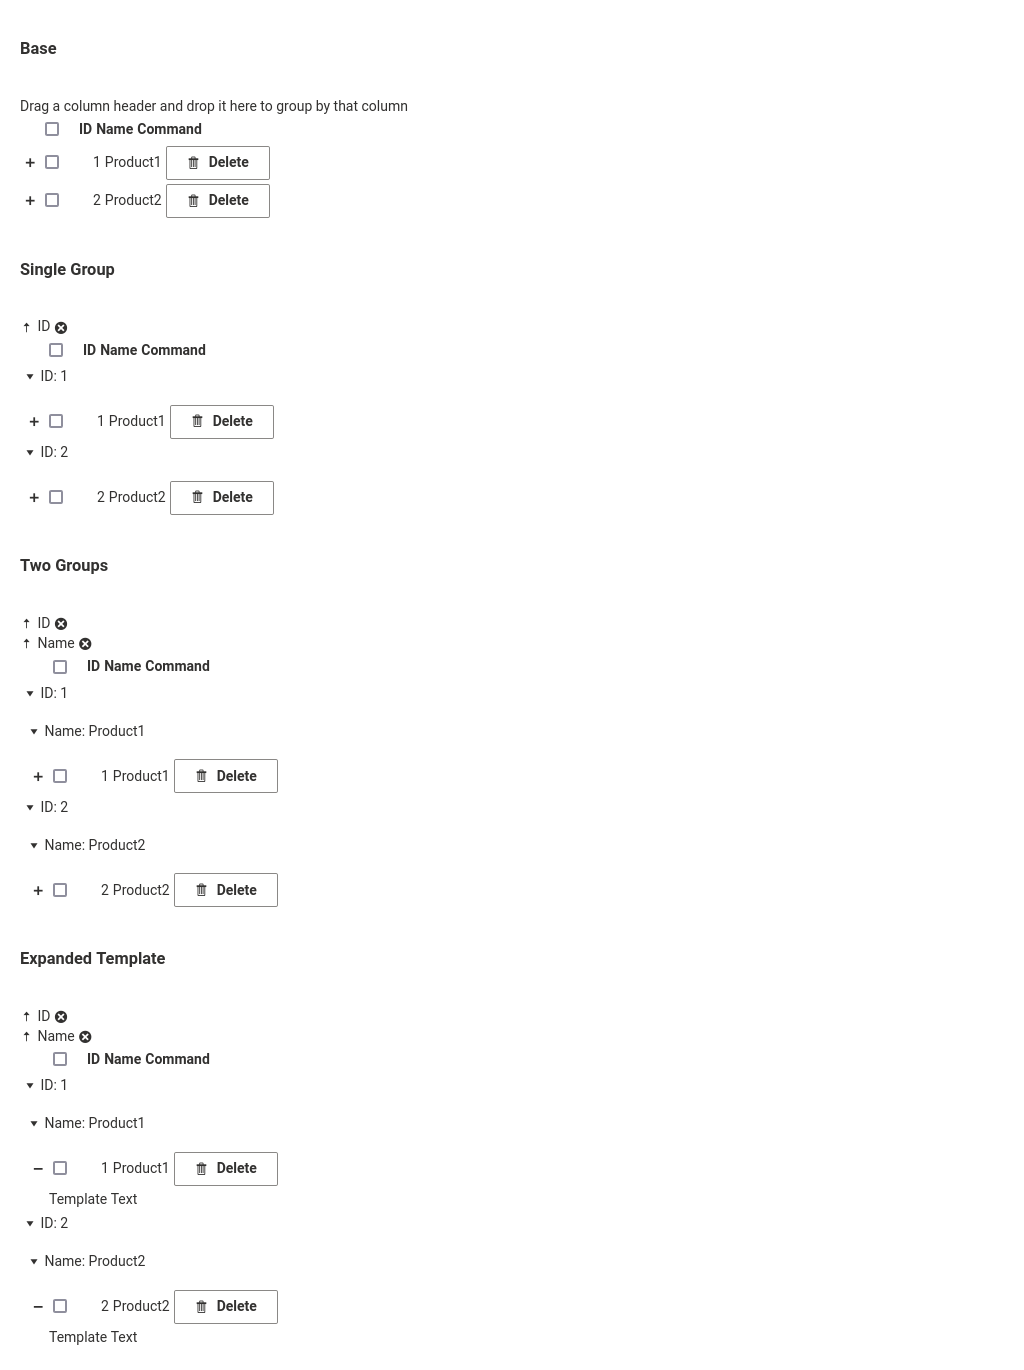 Base
Drag a column header and drop it here to group by that column
ID Name Command
1 Product1 Delete
2 Product2 Delete
Single Group
ID
ID Name Command
ID: 1
1 Product1 Delete
ID: 2
2 Product2 Delete
Two Groups
ID
Name
ID Name Command
ID: 1
Name: Product1
1 Product1 Delete
ID: 2
Name: Product2
2 Product2 Delete
Expanded Template
ID
Name
ID Name Command
ID: 1
Name: Product1
1 Product1 Delete
Template Text
ID: 2
Name: Product2
2 Product2 Delete
Template Text